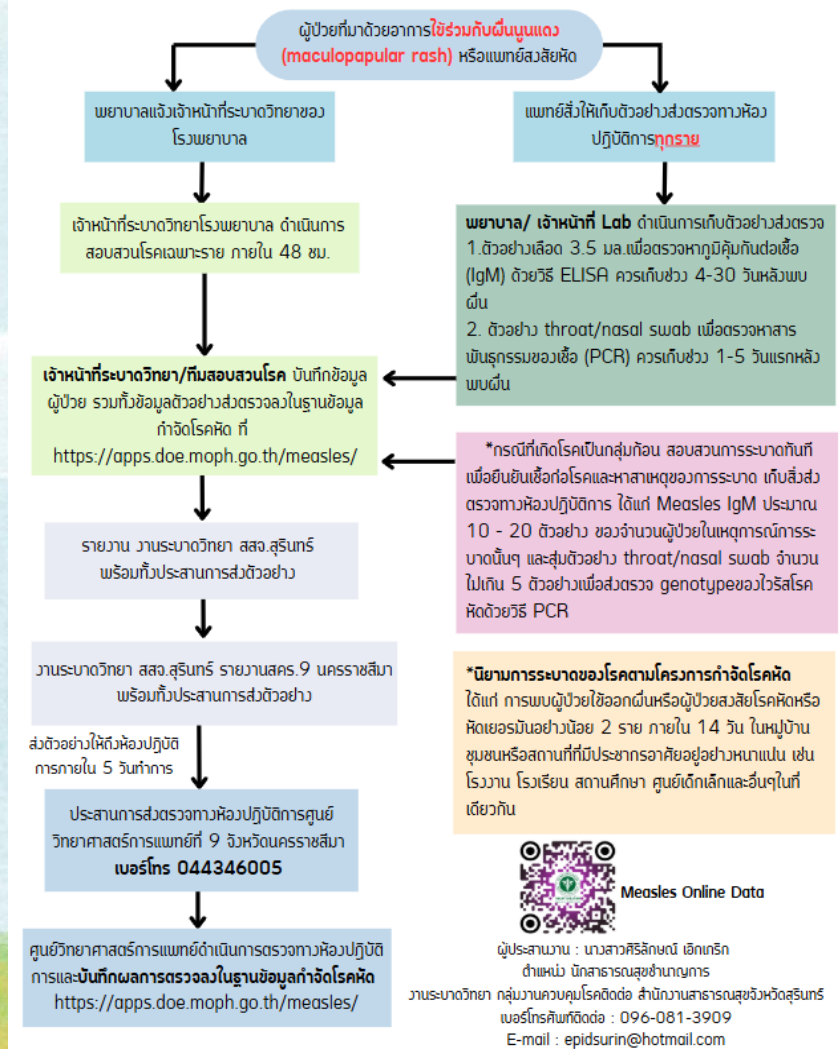 ผู้ป่วยที่มาด้วยอาการไข้ร่วมกับผื่นนูนแดง
(maculopapular rash) หรือแพทย์สงสัยหัด
พยาบาลแจ้งเจ้าหน้าที่ระบาดวิทยาของ
โรงพยาบาล
แพทย์สั่งให้เก็บตัวอย่างส่งตรวจทางห้อง
ปฏิบัติการทุกราย
เจ้าหน้าที่ระบาดวิทยาโรงพยาบาล ดำเนินการ
สอบสวนโรคเฉพาะราย ภายใน 48 ชม.
พยาบาล/ เจ้าหน้าที่ Lab ดำเนินการเก็บตัวอย่างส่งตรวจ
1.ตัวอย่างเลือด 3.5 มล.เพื่อตรวจหาภูมิคุ้มกันต่อเชื้อ
(IgM) ด้วยวิธี ELISA ควรเก็บช่วง 4-30 วันหลังพบ
ผื่น
2. ตัวอย่าง throat/nasal swab เพื่อตรวจหาสาร
พันธุกรรมของเชื้อ (PCR) ควรเก็บช่วง 1-5 วันแรกหลัง
พบผื่น
เจ้าหน้าที่ระบาดวิทยา/ทีมสอบสวนโรค บันทึกข้อมูล
ผู้ป่วย รวมทั้งข้อมูลตัวอย่างส่งตรวจลงในฐานข้อมูล
กำจัดโรคหัด ที่
https://apps.doe.moph.go.th/measles/
*กรณีที่เกิดโรคเป็นกลุ่มก้อน สอบสวนการระบาดทันที
เพื่อยืนยันเชื้อก่อโรคและหาสาเหตุของการระบาด เก็บสิ่งส่ง
ตรวจทางห้องปฏิบัติการ ได้แก่ Measles IgM ประมาณ
10 - 20 ตัวอย่าง ของจำนวนผู้ป่วยในเหตุการณ์การระ
บาดนั้นๆ และสุ่มตัวอย่าง throat/nasal swab จำนวน
ไม่เกิน 5 ตัวอย่างเพื่อส่งตรวจ genotypeของไวรัสโรค
หัดด้วยวิธี PCR
รายงาน งานระบาดวิทยา สสจ.สุรินทร์
พร้อมทั้งประสานการส่งตัวอย่าง
งานระบาดวิทยา สสจ.สุรินทร์ รายงานสคร.9 นครราชสีมา
พร้อมทั้งประสานการส่งตัวอย่าง
*นิยามการระบาดของโรคตามโครงการกำจัดโรคหัด
ได้แก่ การพบผู้ป่วยไข้ออกผื่นหรือผู้ป่วยสงสัยโรคหัดหรือ
หัดเยอรมันอย่างน้อย 2 ราย ภายใน 14 วัน ในหมู่บ้าน
ชุมชนหรือสถานที่ที่มีประชากรอาศัยอยู่อย่างหนาแน่น เช่น
โรงงาน โรงเรียน สถานศึกษา ศูนย์เด็กเล็กและอื่นๆในที่
เดียวกัน
ส่งตัวอย่างให้ถึงห้องปฏิบัติ
การภายใน 5 วันทำการ
ประสานการส่งตรวจทางห้องปฏิบัติการศูนย์
วิทยาศาสตร์การแพทย์ที่ 9 จังหวัดนครราชสีมา
เบอร์โทร 044346005
Measles Online Data
ศูนย์วิทยาศาสตร์การแพทย์ดำเนินการตรวจทางห้องปฏิบัติ
การและบันทึกผลการตรวจลงในฐานข้อมูลกำจัดโรคหัด
https://apps.doe.moph.go.th/measles/
ผู้ประสานงาน : นางสาวศิริลักษณ์ เอิกเกริก
ตำแหน่ง นักสาธารณสุขชำนาญการ
งานระบาดวิทยา กลุ่มงานควบคุมโรคติดต่อ สำนักงานสาธารณสุขจังหวัดสุรินทร์
เบอร์โทรศัพท์ติดต่อ : 096-081-3909
E-mail : epidsurin@hotmail.com